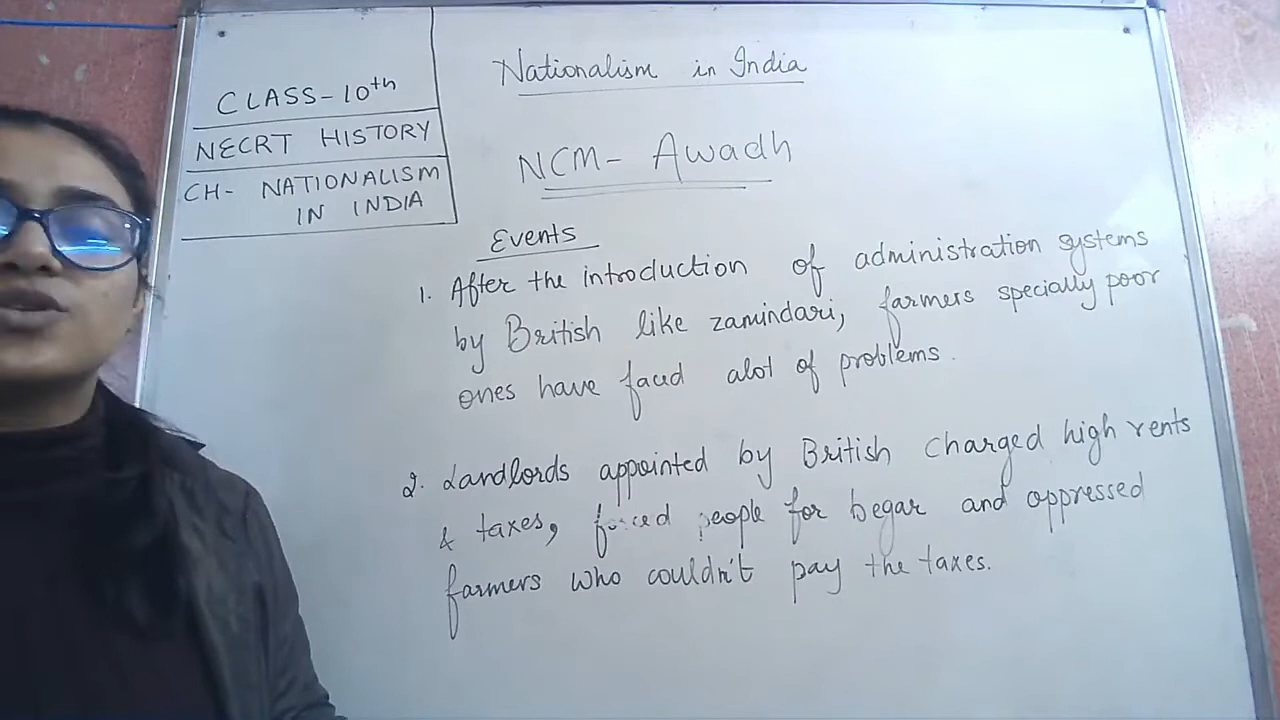 CLASS-10th
NECRT HISTORY
CH- NATIONALISM
IN INDIA
Nationalism in India
NCM- Awadh
Events
1. After the introduction of administration systems
by British like zamindari, farmers specially poor
ones have faced alot of problems.
2. Landlords appointed by British charged high rents
& taxes, forced people for begar and oppressed
farmers who couldn't pay the taxes.